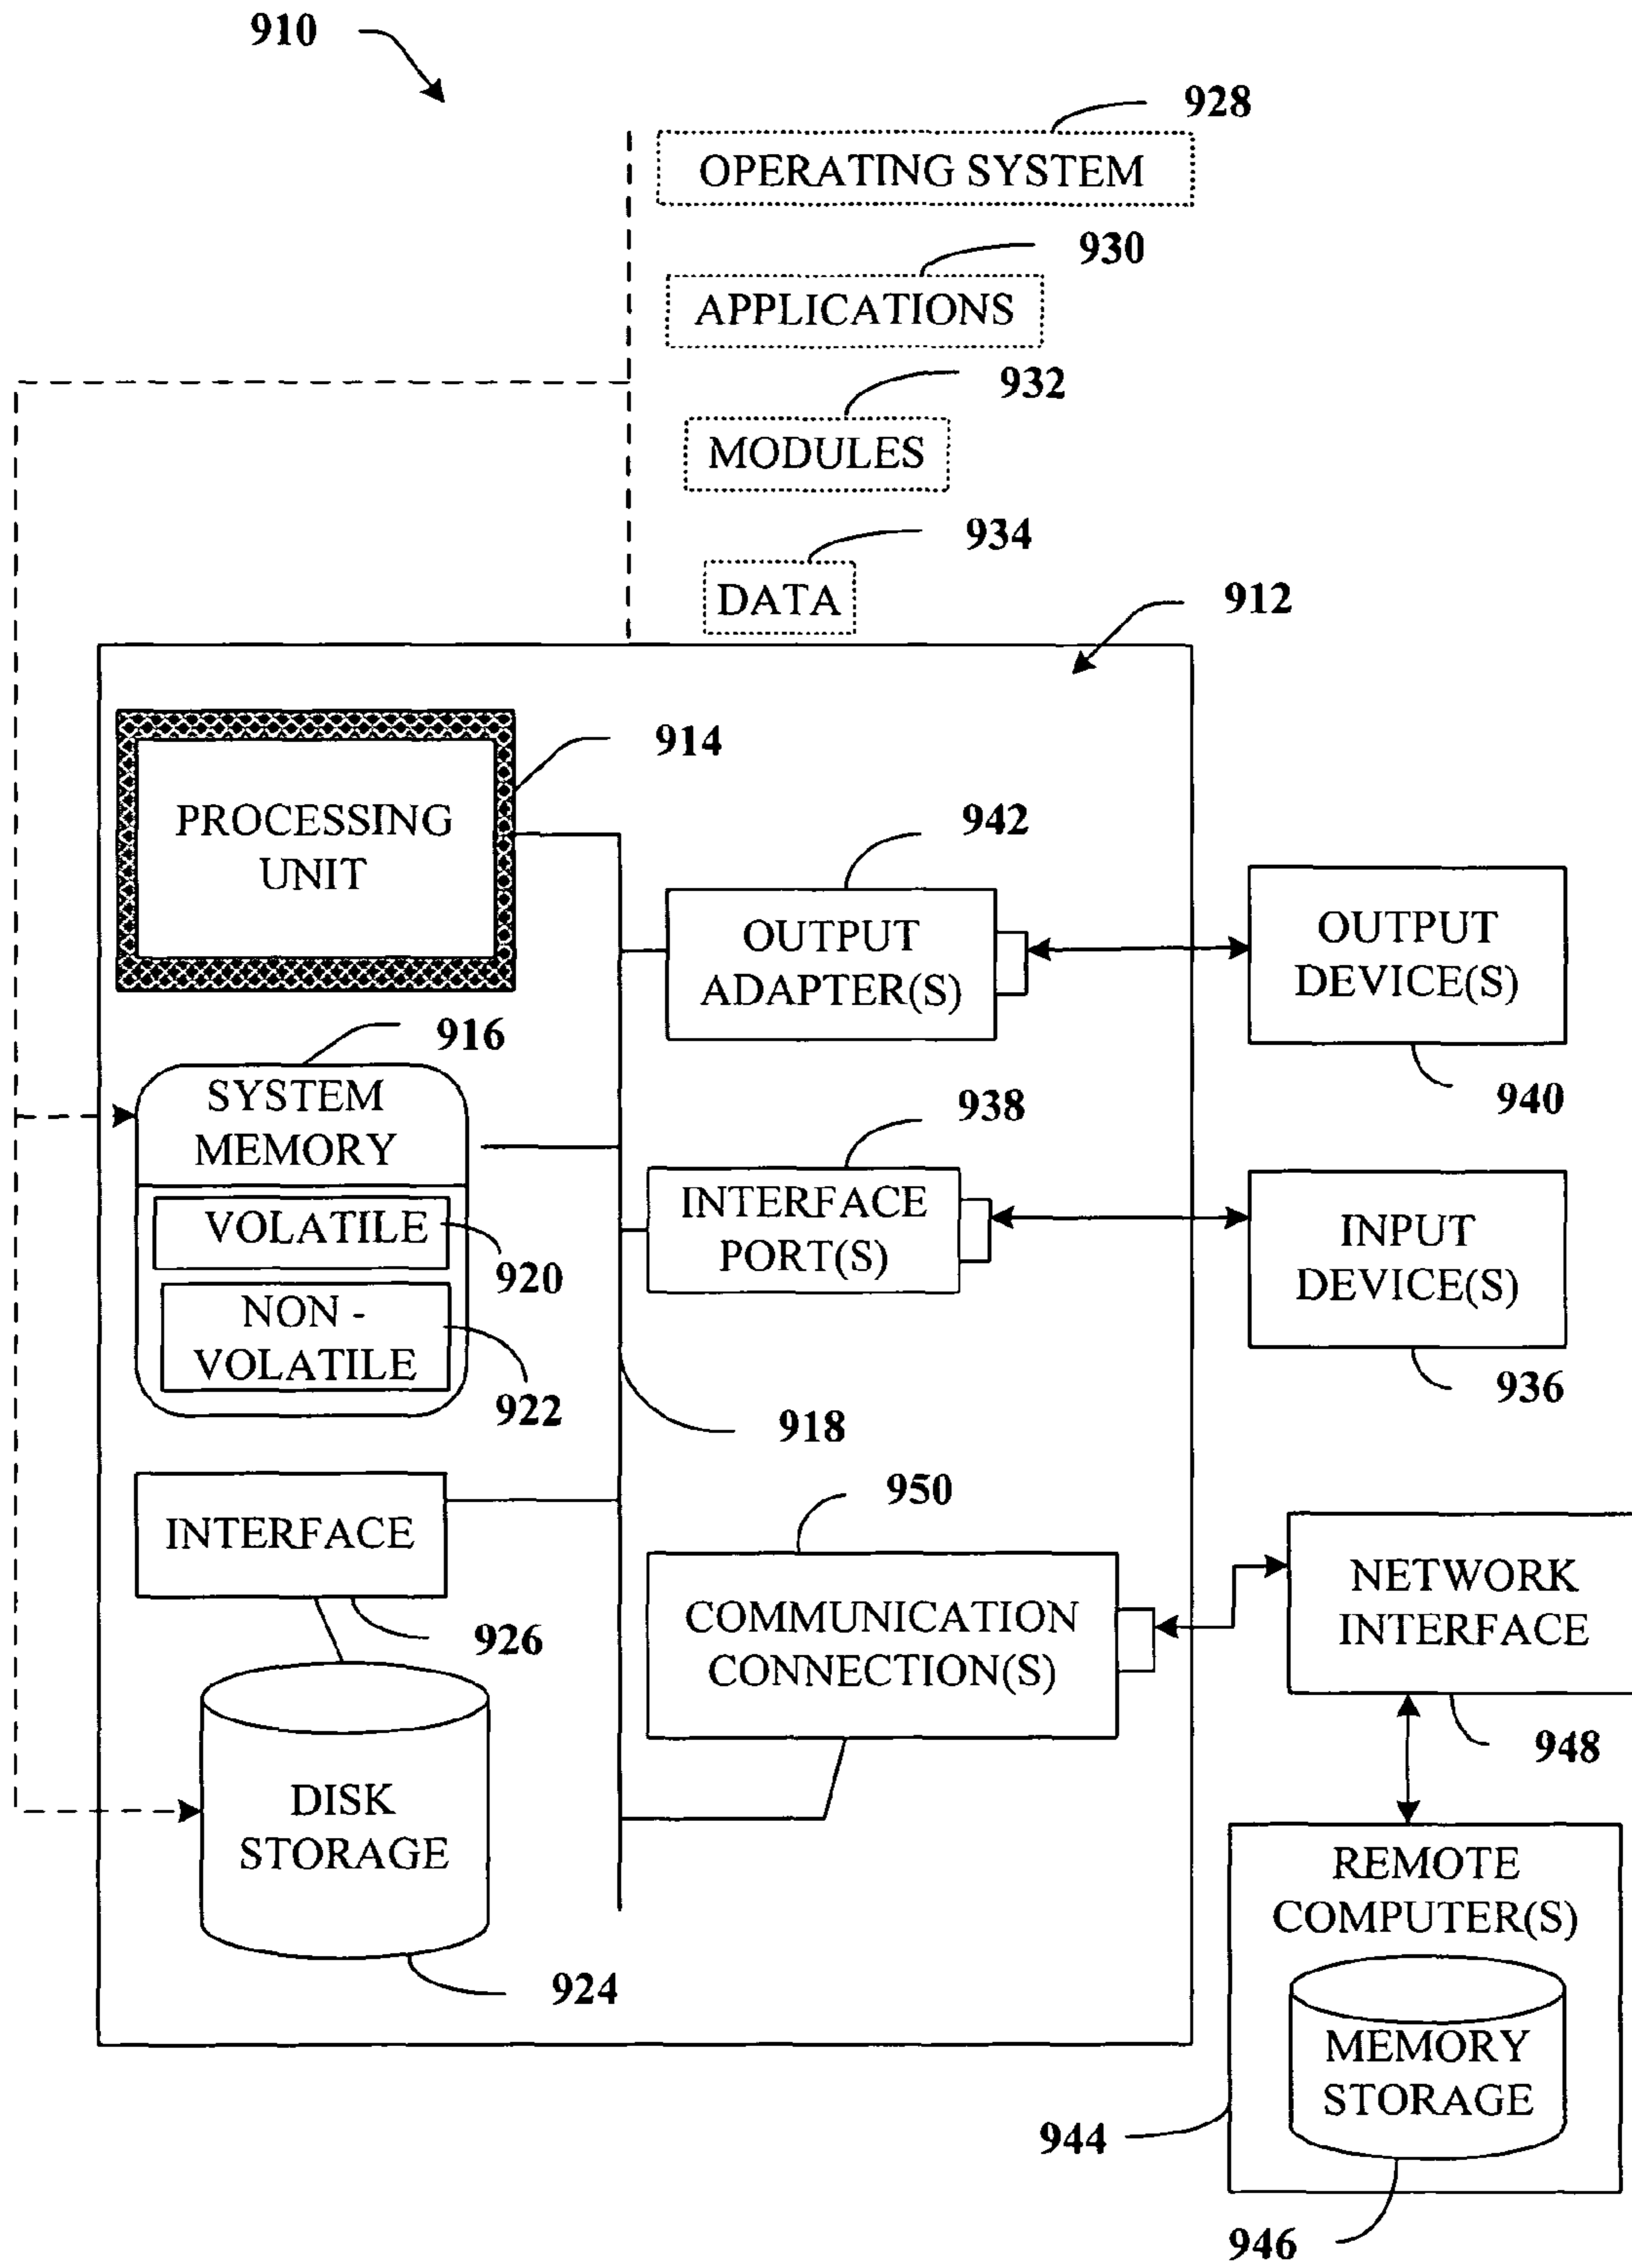 910
928
OPERATING SYSTEM
930
APPLICATIONS
932
MODULES
934
DATA
912
914
PROCESSING
UNIT
942
OUTPUT
ADAPTER(S)
OUTPUT
DEVICE(S)
940
916
SYSTEM
MEMORY
VOLATILE
920
NON -
VOLATILE
922
938
INTERFACE
PORT(S)
INPUT
DEVICE(S)
936
918
INTERFACE
926
950
COMMUNICATION
CONNECTION(S)
NETWORK
INTERFACE
948
DISK
STORAGE
924
REMOTE
COMPUTER(S)
MEMORY
STORAGE
944
946